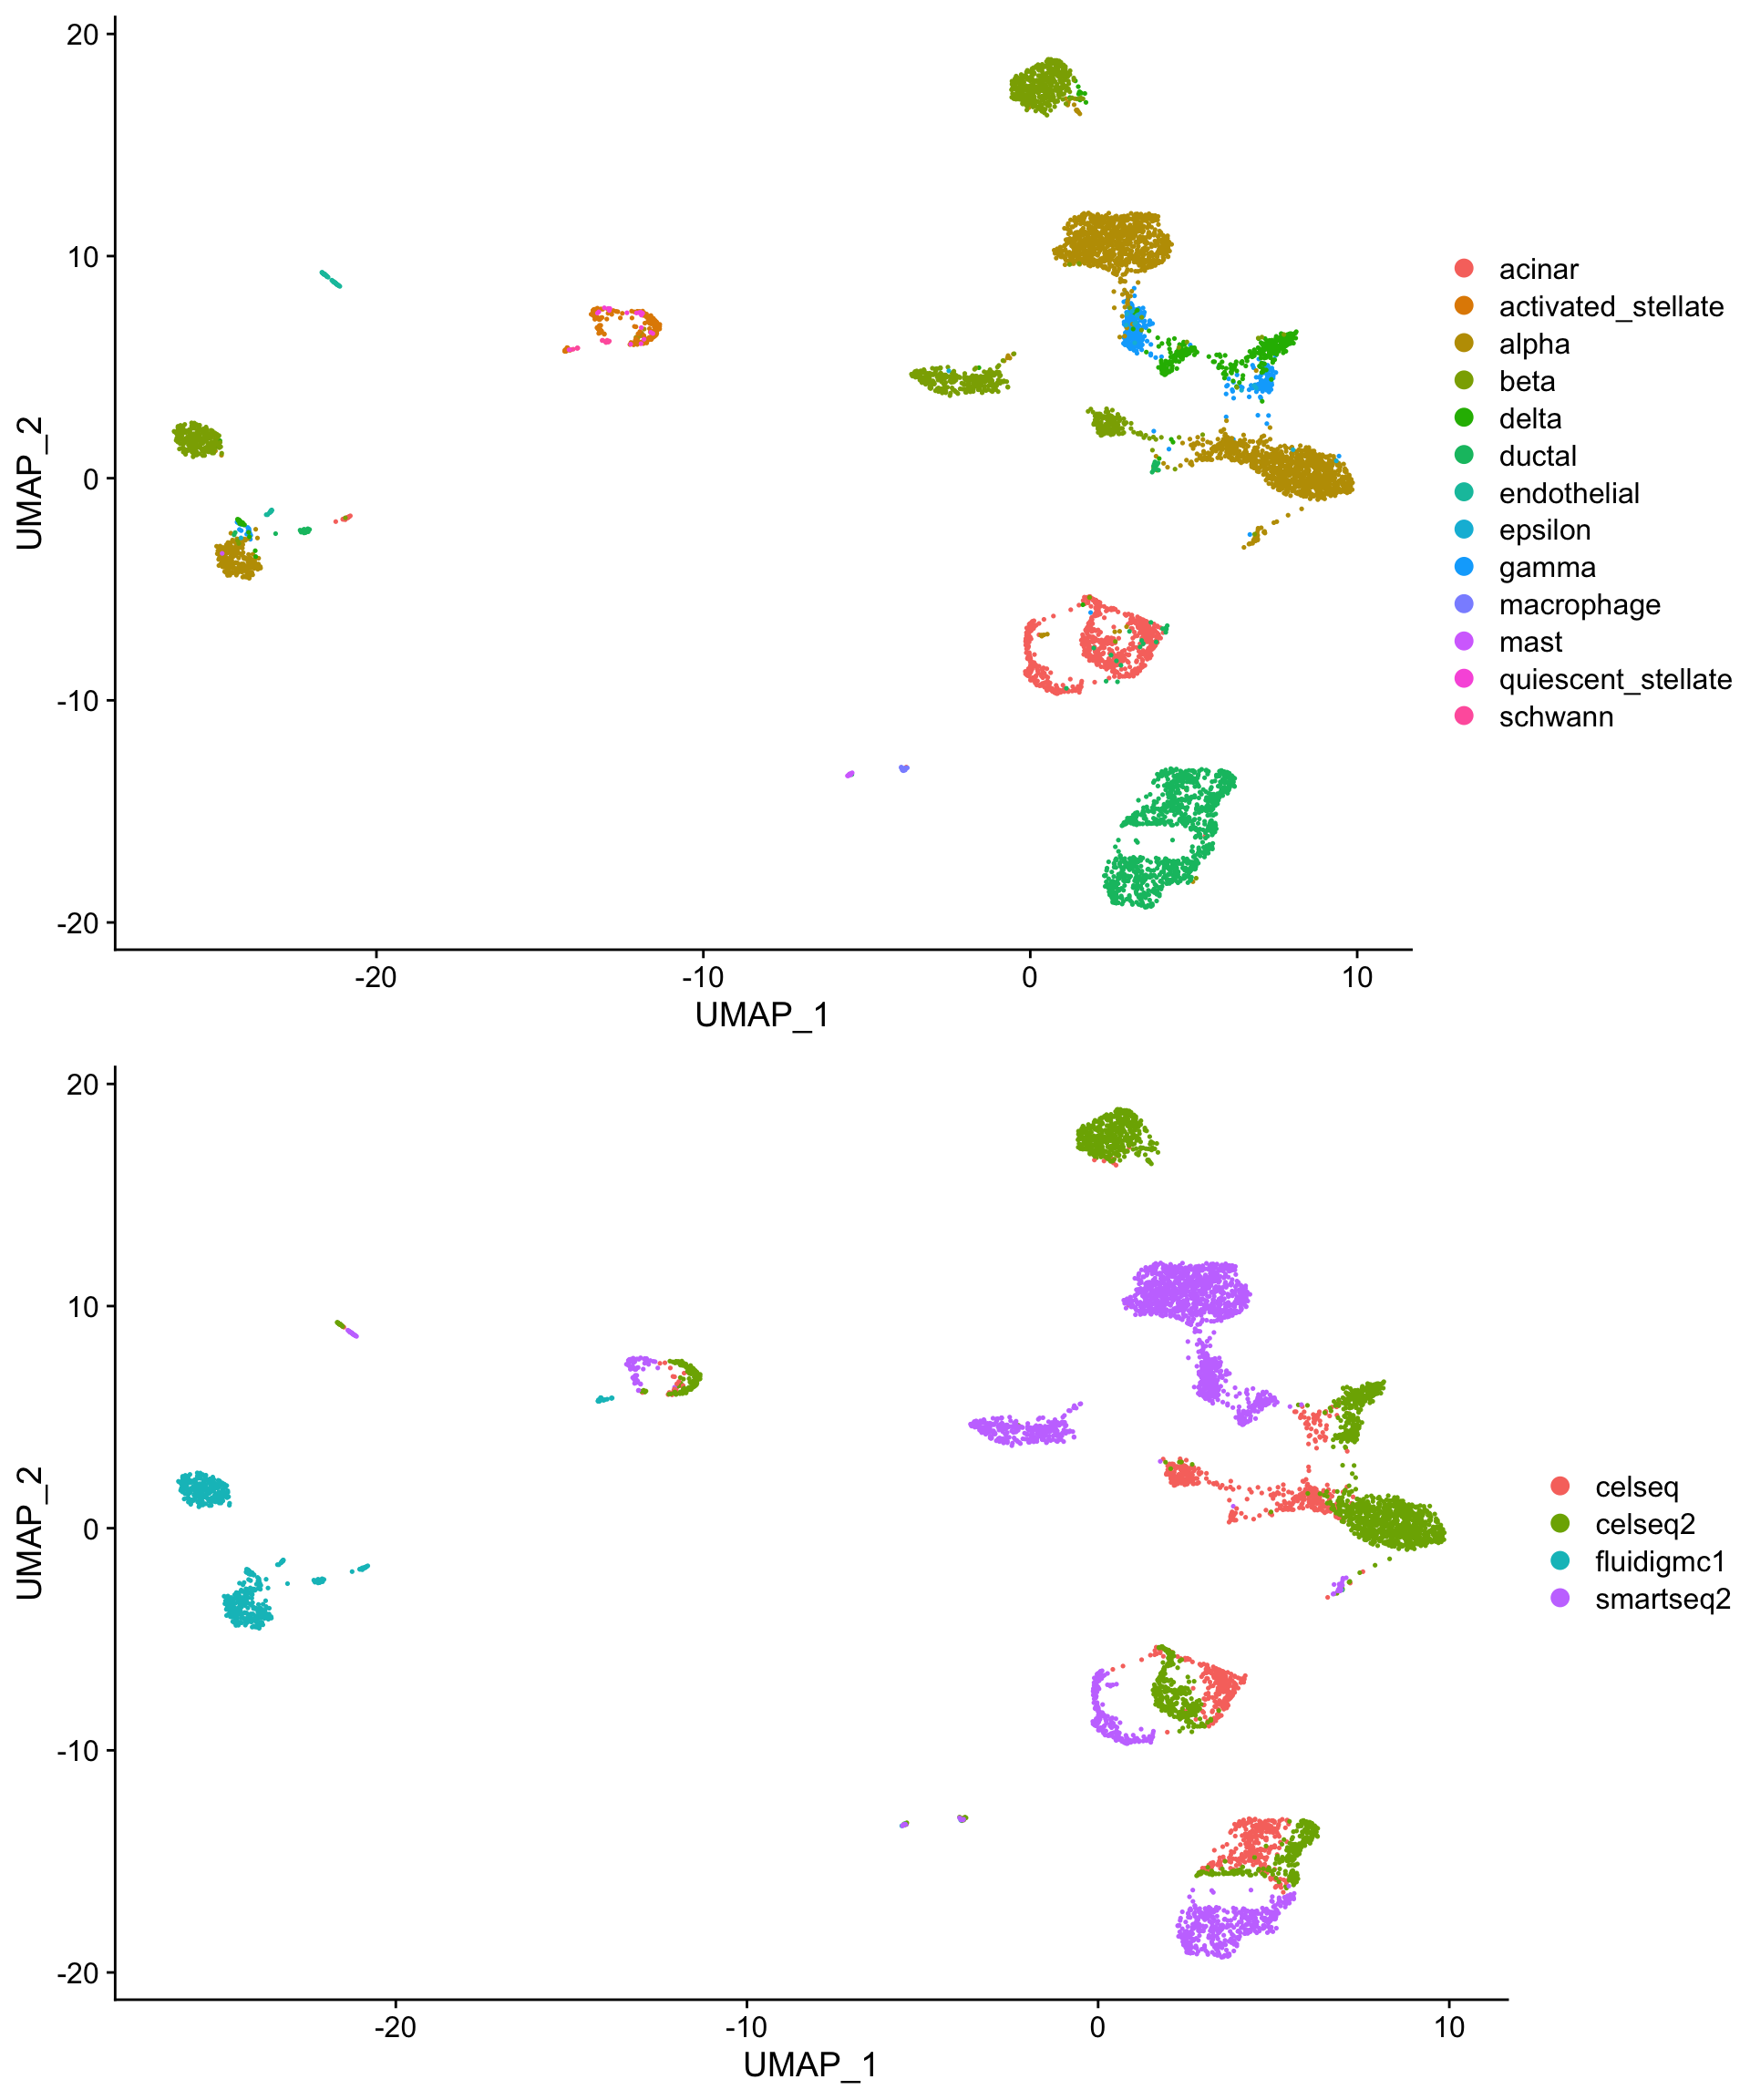 20
10
0
-10
-20
UMAP_2
-20
-10
0
10
UMAP_1
acinar
activated_stellate
alpha
beta
delta
ductal
endothelial
epsilon
gamma
macrophage
mast
quiescent_stellate
schwann
20
10
0
-10
-20
UMAP_2
-20
-10
0
10
UMAP_1
celseq
celseq2
fluidigmc1
smartseq2